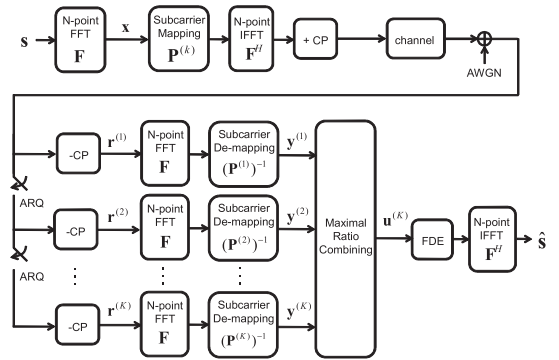 s
N-point
FFT
F
x
Subcarrier
Mapping
P^(k)
N-point
IFFT
F^H
+ CP
channel
AWGN
-CP
r^(1)
N-point
FFT
F
Subcarrier
De-mapping
(P^(1))^-1
y^(1)
ARQ
-CP
r^(2)
N-point
FFT
F
Subcarrier
De-mapping
(P^(2))^-1
y^(2)
ARQ
-CP
r^(K)
N-point
FFT
F
Subcarrier
De-mapping
(P^(K))^-1
y^(K)
Maximal
Ratio
Combining
u^(K)
FDE
N-point
IFFT
F^H
ŝ